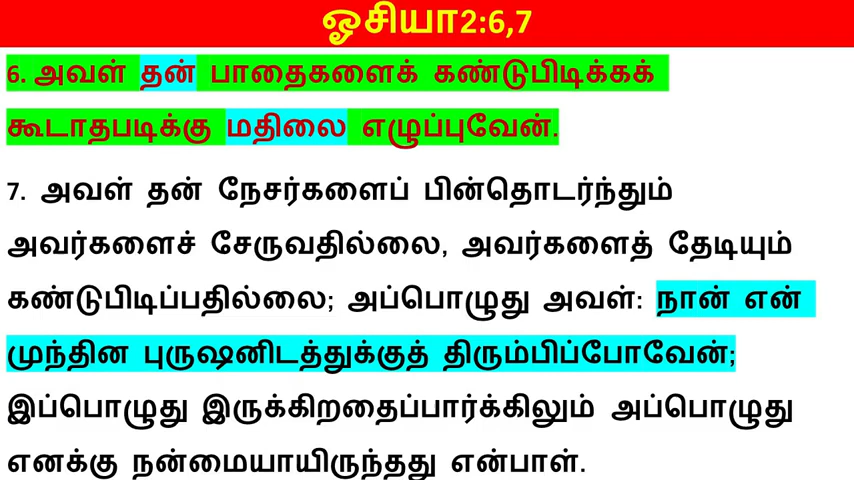 ஓசியா2:6,7
6. அவள் தன் பாதைகளைக் கண்டுபிடிக்கக்
கூடாதபடிக்கு மதிலை எழுப்புவேன்.
7. அவள் தன் நேசர்களைப் பின்தொடர்ந்தும்
அவர்களைச் சேருவதில்லை, அவர்களைத் தேடியும்
கண்டுபிடிப்பதில்லை; அப்பொழுது அவள்: நான் என்
முந்தின புருஷனிடத்துக்குத் திரும்பிப்போவேன்;
இப்பொழுது இருக்கிறதைப்பார்க்கிலும் அப்பொழுது
எனக்கு நன்மையாயிருந்தது என்பாள்.